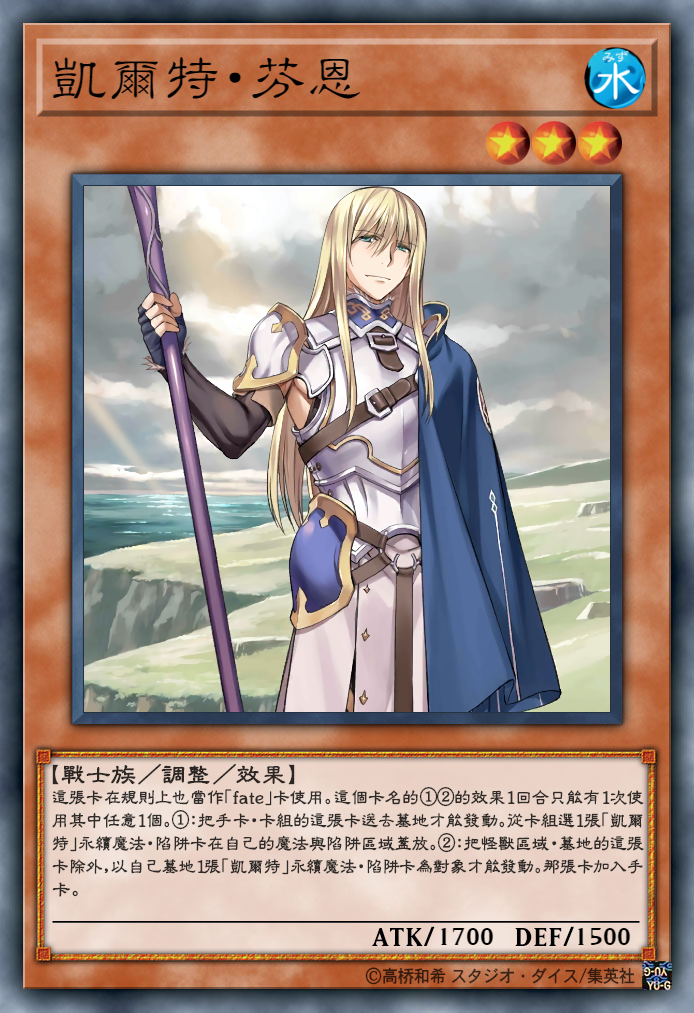 凱爾特·芬恩
みず
水
【戰士族／調整／效果】
這張卡在規則上也當作「fate」卡使用。這個卡名的①②的效果1回合只能有1次使
用其中任意1個。①：把手卡·卡組的這張卡送去墓地才能發動。從卡組選1張「凱爾
特」永續魔法·陷阱卡在自己的魔法與陷阱區域蓋放。②：把怪獸區域·墓地的這張
卡除外，以自己墓地1張「凱爾特」永續魔法·陷阱卡為對象才能發動。那張卡加入手
卡。
ATK/1700 DEF/1500
©高桥和希 スタジオ・ダイス/集英社
YU-G
YU-G